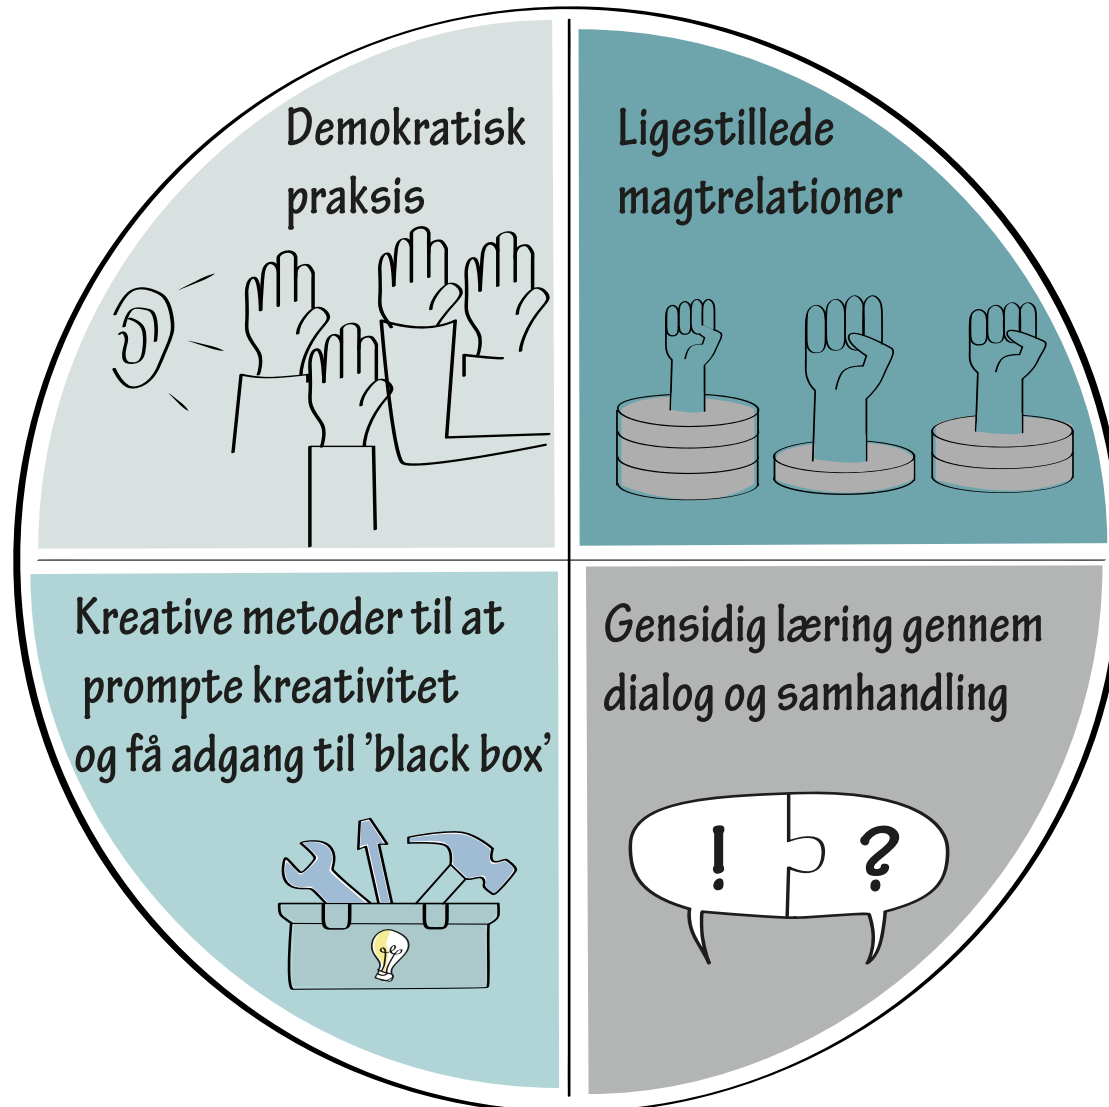 Demokratisk
praksis
Ligestillede
magtrelationer
Kreative metoder til at
prompte kreativitet
og få adgang til 'black box'
Gensidig læring gennem
dialog og samhandling
! ?